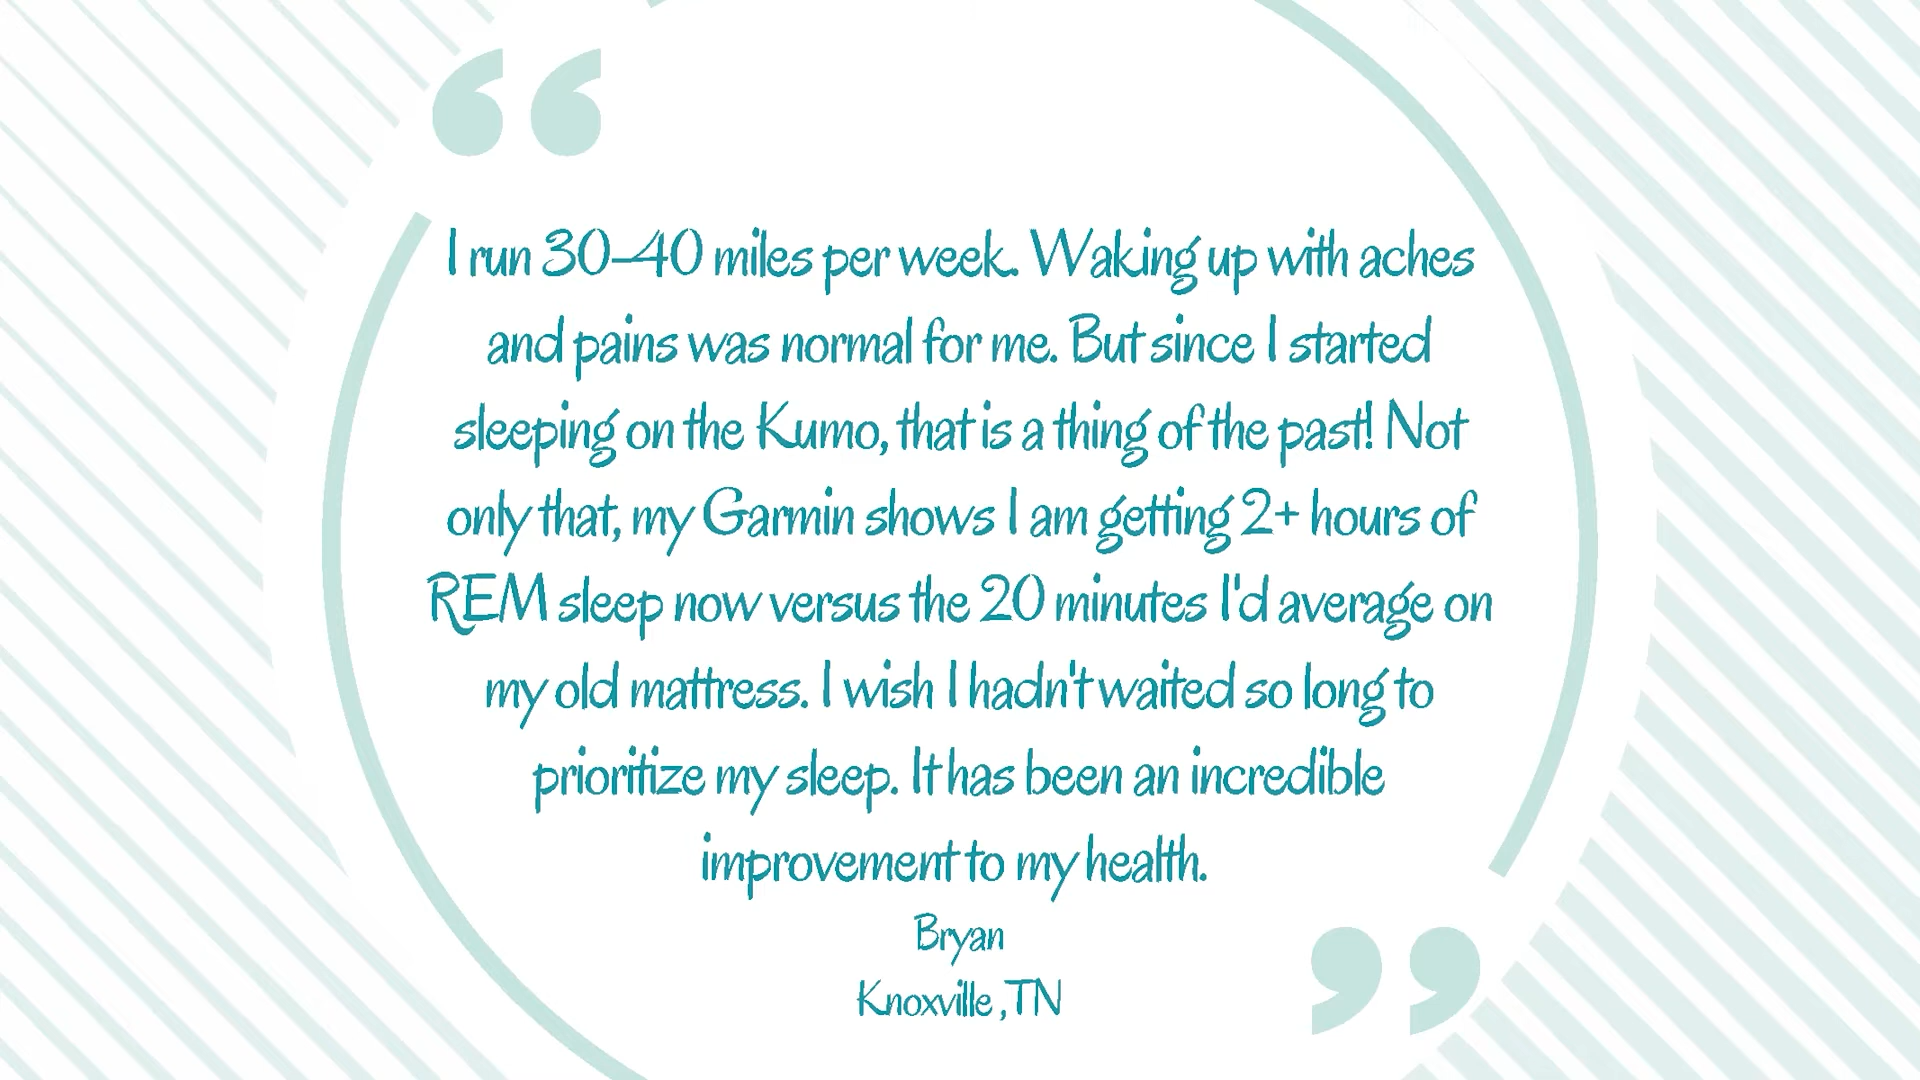 I run 30-40 miles per week. Waking up with aches
and pains was normal for me. But since I started
sleeping on the Kumo, that is a thing of the past! Not
only that, my Garmin shows I am getting 2+ hours of
REM sleep now versus the 20 minutes I'd average on
my old mattress. I wish I hadn't waited so long to
prioritize my sleep. It has been an incredible
improvement to my health.
Bryan
Knoxville ,TN